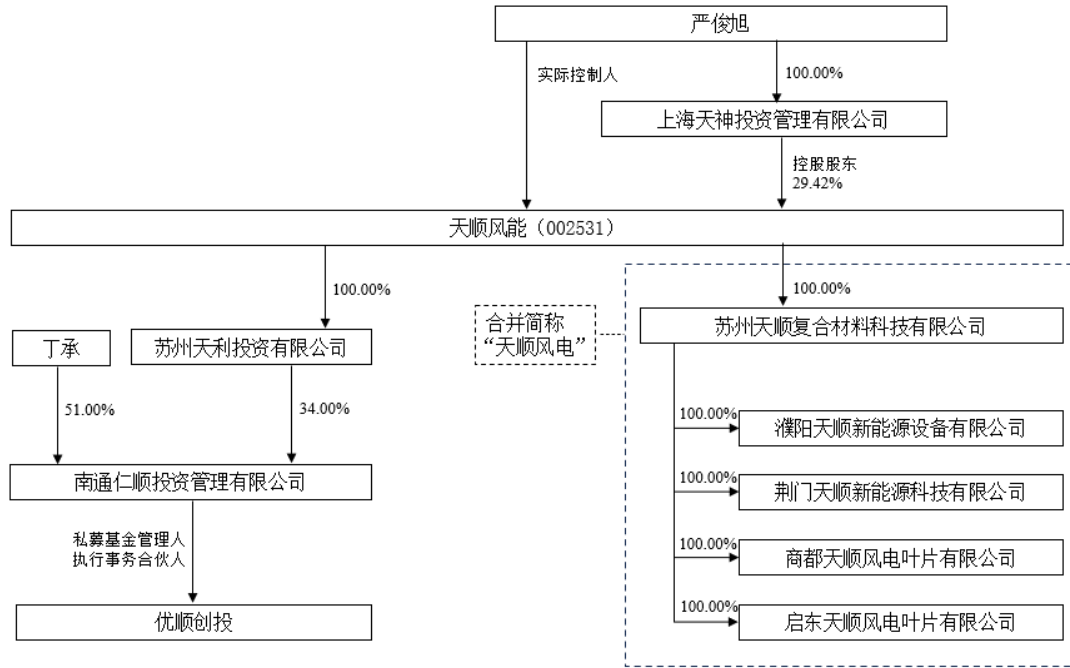 严俊旭
实际控制人
100.00%
上海天神投资管理有限公司
控股股东
29.42%
天顺风能（002531）
100.00%
100.00%
合并简称
“天顺风电”
苏州天顺复合材料科技有限公司
丁承
苏州天利投资有限公司
51.00%
34.00%
100.00%
濮阳天顺新能源设备有限公司
南通仁顺投资管理有限公司
100.00%
荆门天顺新能源科技有限公司
私募基金管理人
执行事务合伙人
100.00%
商都天顺风电叶片有限公司
优顺创投
100.00%
启东天顺风电叶片有限公司